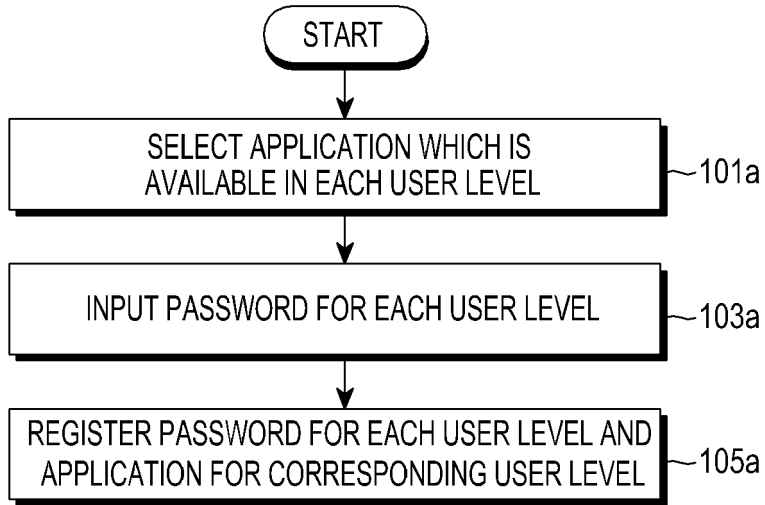 START
SELECT APPLICATION WHICH IS
AVAILABLE IN EACH USER LEVEL
101a
INPUT PASSWORD FOR EACH USER LEVEL
103a
REGISTER PASSWORD FOR EACH USER LEVEL AND
APPLICATION FOR CORRESPONDING USER LEVEL
105a